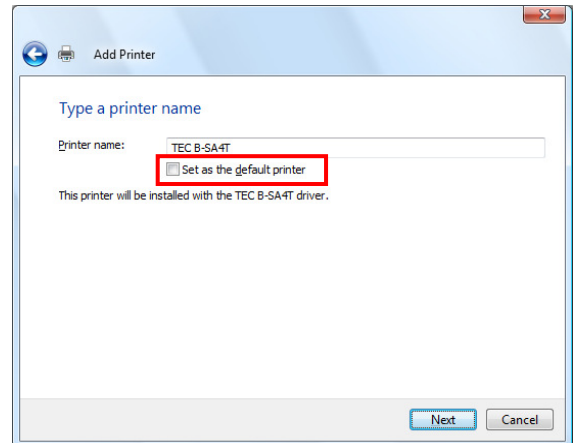 Add Printer
Type a printer name
Printer name: TEC B-SA4T
Set as the default printer
This printer will be installed with the TEC B-SA4T driver.
Next Cancel